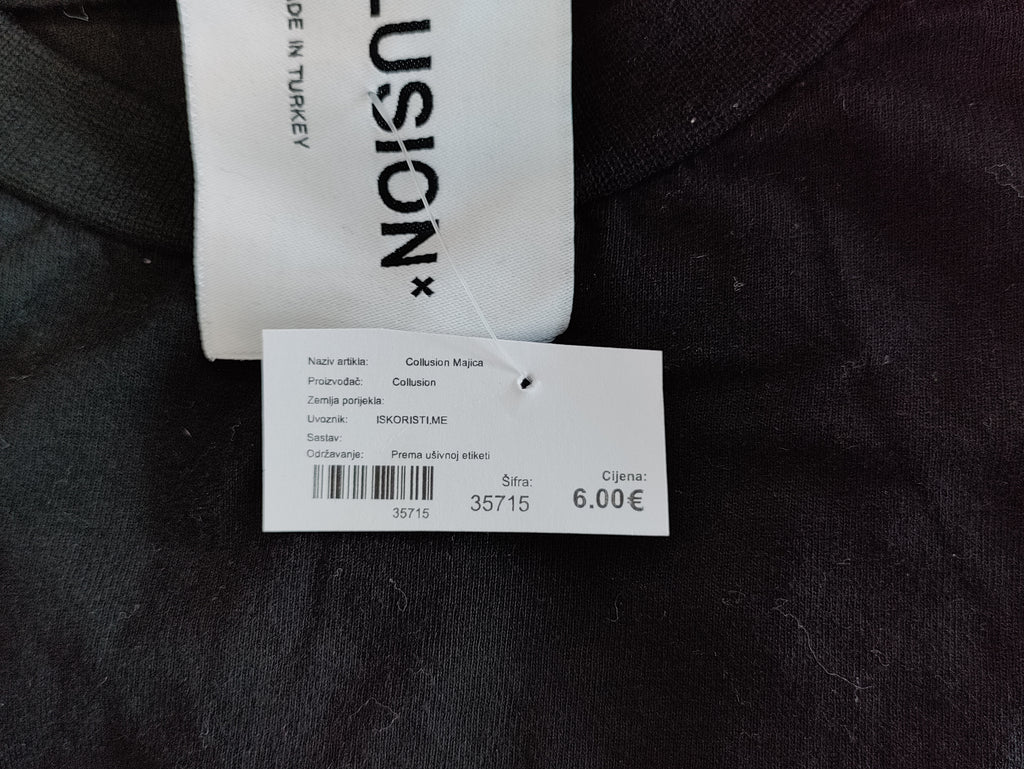 LUSION×
ADE IN TURKEY
Naziv artikla: Collusion Majica
Proizvođač: Collusion
Zemlja porijekla:
Uvoznik: ISKORISTI.ME
Sastav:
Održavanje: Prema ušivnoj etiketi
35715
Šifra:
35715
Cijena:
6.00€